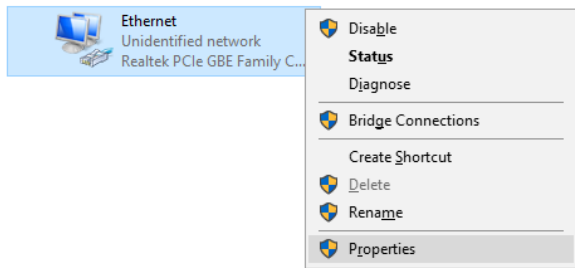 Ethernet
Unidentified network
Realtek PCIe GBE Family C...
Disable
Status
Diagnose
Bridge Connections
Create Shortcut
Delete
Rename
Properties